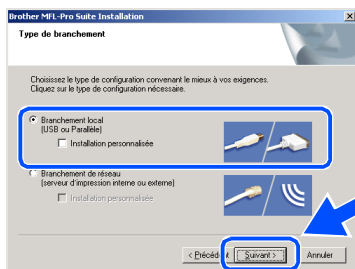 Brother MFL-Pro Suite Installation
Type de branchement
Choisissez le type de configuration convenant le mieux à vos exigences.
Cliquez sur le type de configuration nécessaire.
Branchement local
(USB ou Parallèle)
Installation personnalisée
Branchement de réseau
(serveur d'impression interne ou externe)
Installation personnalisée
< Précédent Suivant > Annuler